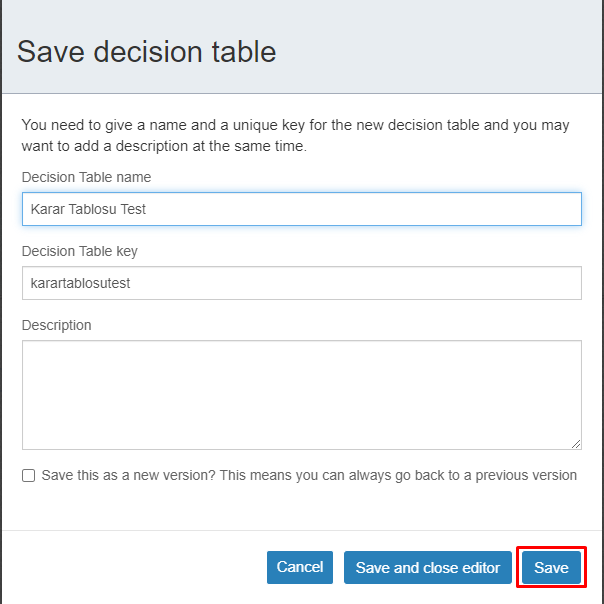 Save decision table
You need to give a name and a unique key for the new decision table and you may
want to add a description at the same time.
Decision Table name
Karar Tablosu Test
Decision Table key
karartablosutest
Description
Save this as a new version? This means you can always go back to a previous version
Cancel Save and close editor Save